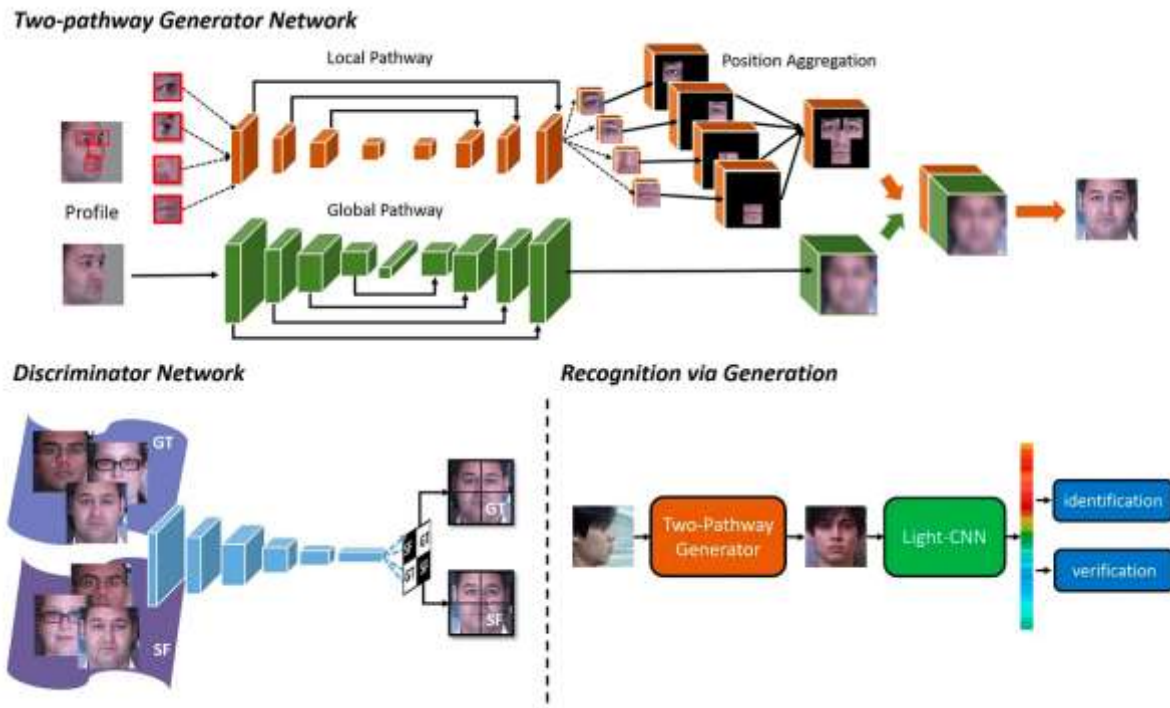 Two-pathway Generator Network
Local Pathway
Position Aggregation
Profile
Global Pathway
Discriminator Network
GT
SF
SF GT
GT SF
GT
SF
Recognition via Generation
Two-Pathway
Generator
Light-CNN
identification
verification